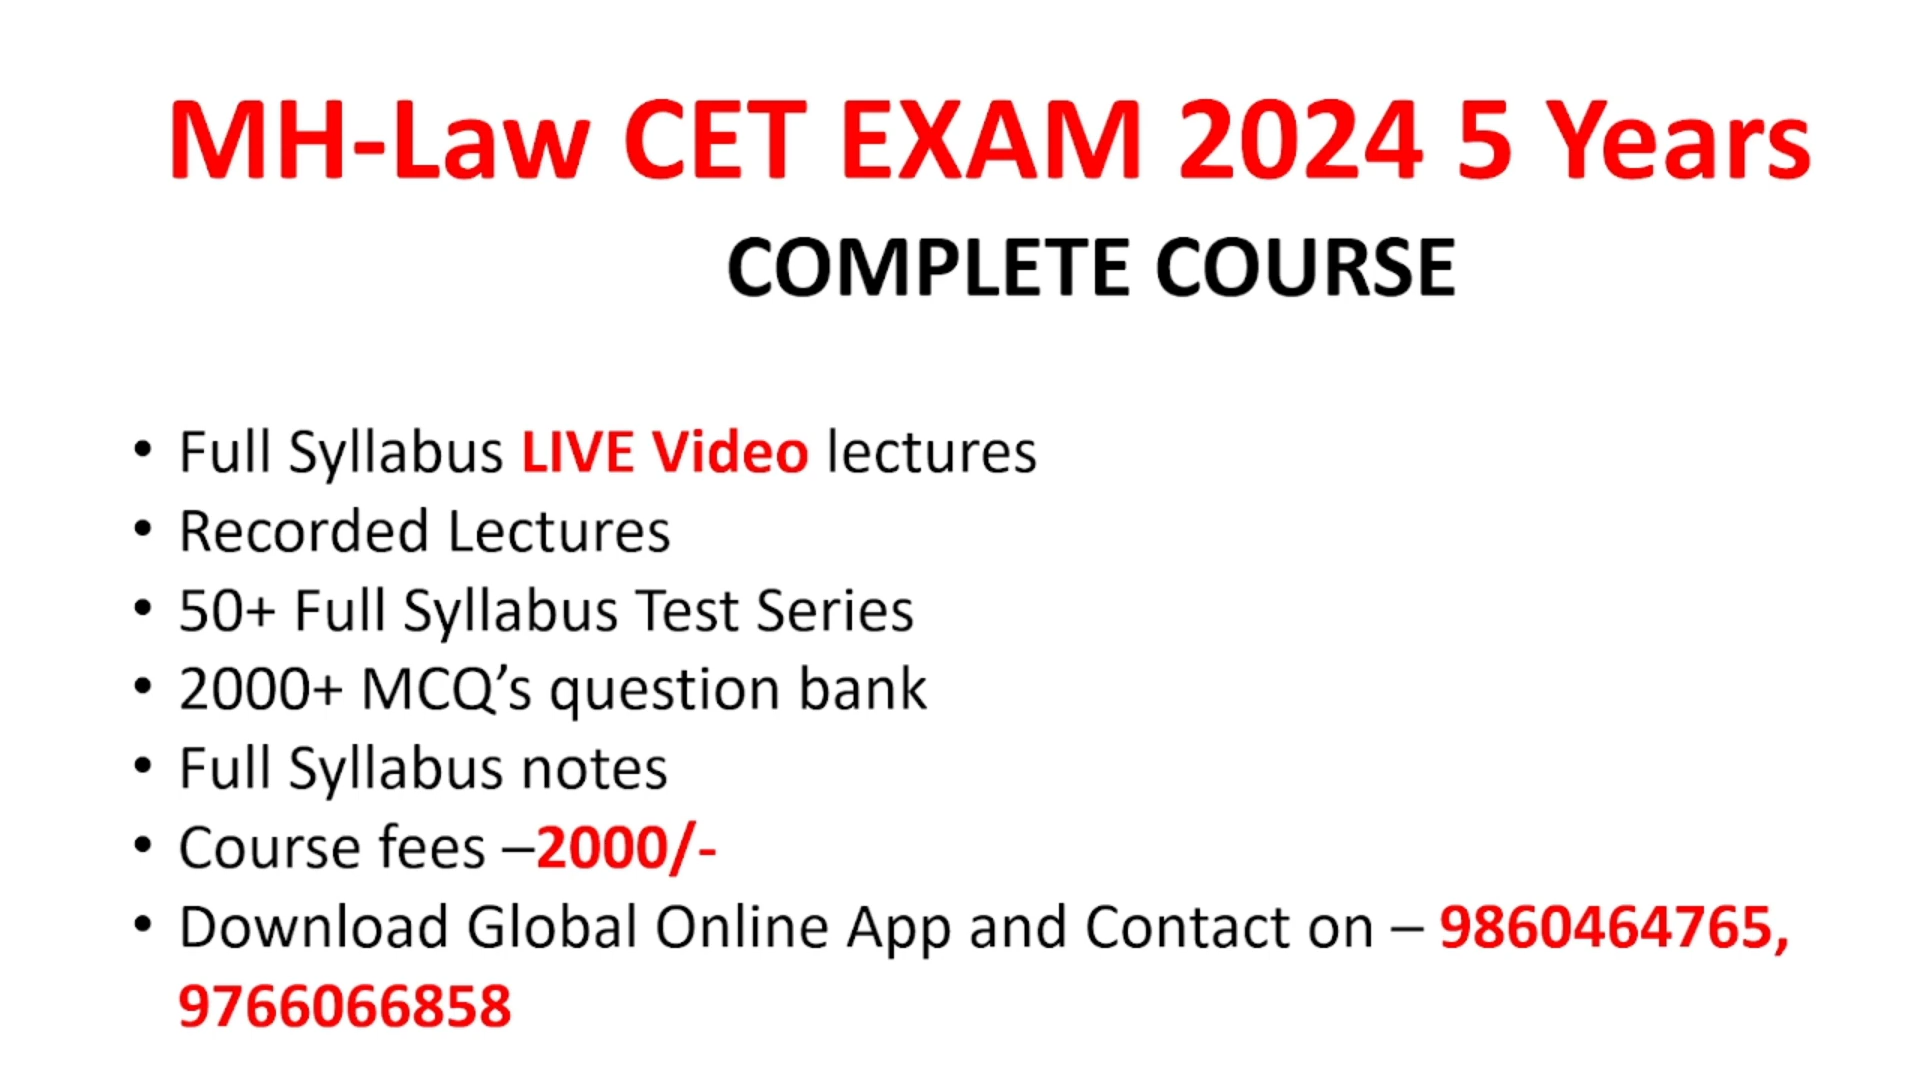 MH-Law CET EXAM 2024 5 Years
COMPLETE COURSE
• Full Syllabus LIVE Video lectures
• Recorded Lectures
• 50+ Full Syllabus Test Series
• 2000+ MCQ’s question bank
• Full Syllabus notes
• Course fees –2000/-
• Download Global Online App and Contact on – 9860464765,
9766066858